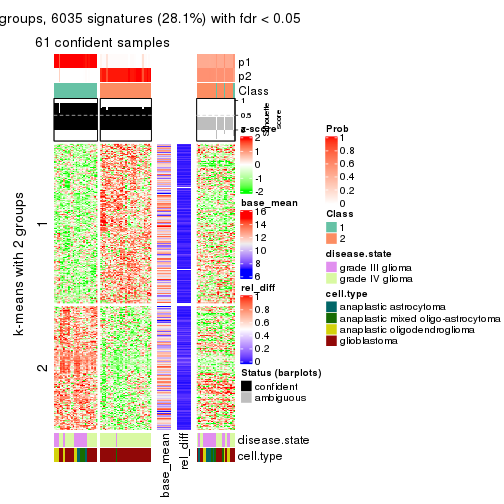 groups, 6035 signatures (28.1%) with fdr < 0.05
61 confident samples
p1
p2
Class
1
0.5
0
Silhouette
score
z-score
2
1
0
-1
-2
base_mean
16
14
12
10
8
6
rel_diff
1
0.8
0.6
0.4
0.2
0
Status (barplots)
confident
ambiguous
Prob
1
0.8
0.6
0.4
0.2
0
Class
1
2
disease.state
grade III glioma
grade IV glioma
cell.type
anaplastic astrocytoma
anaplastic mixed oligo-astrocytoma
anaplastic oligodendroglioma
glioblastoma
k-means with 2 groups
1
2
disease.state
cell.type
base_mean
rel_diff